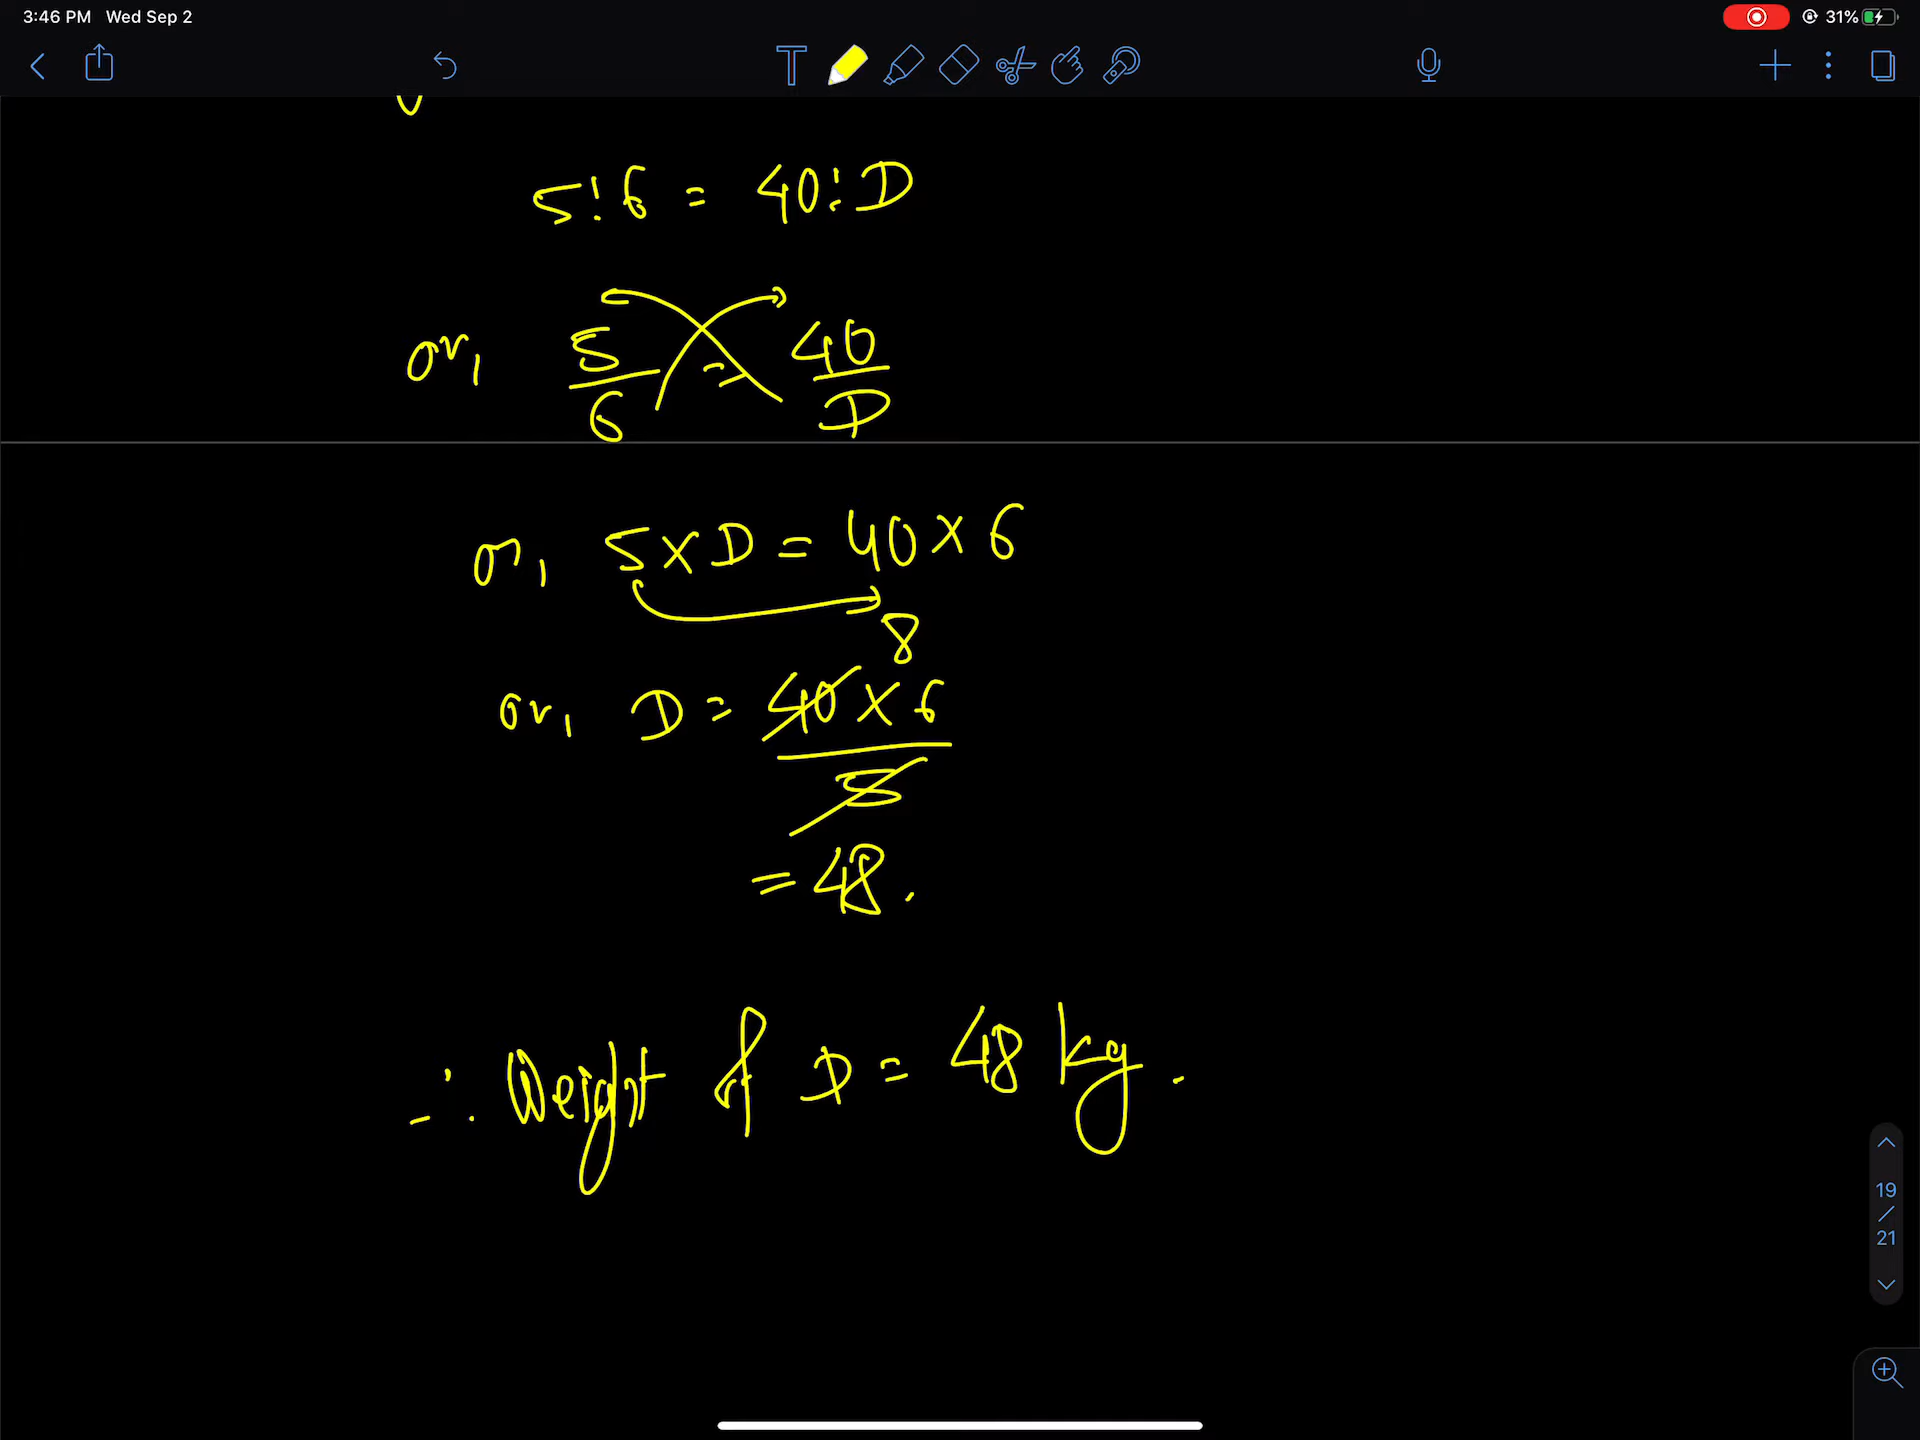 3:46 PM Wed Sep 2
31%
T
5:6 = 40:D
or, 5/6 = 40/D
or, 5×D = 40×6
8
or, D = 40×6
5
= 48.
∴ Weight of D = 48 kg.
19
/
21